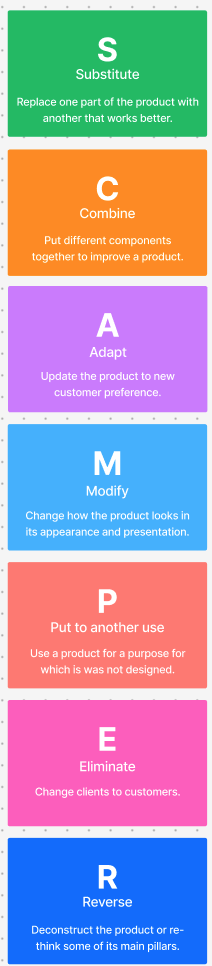 S
Substitute
Replace one part of the product with
another that works better.
C
Combine
Put different components
together to improve a product.
A
Adapt
Update the product to new
customer preference.
M
Modify
Change how the product looks in
its appearance and presentation.
P
Put to another use
Use a product for a purpose for
which is was not designed.
E
Eliminate
Change clients to customers.
R
Reverse
Deconstruct the product or re-
think some of its main pillars.